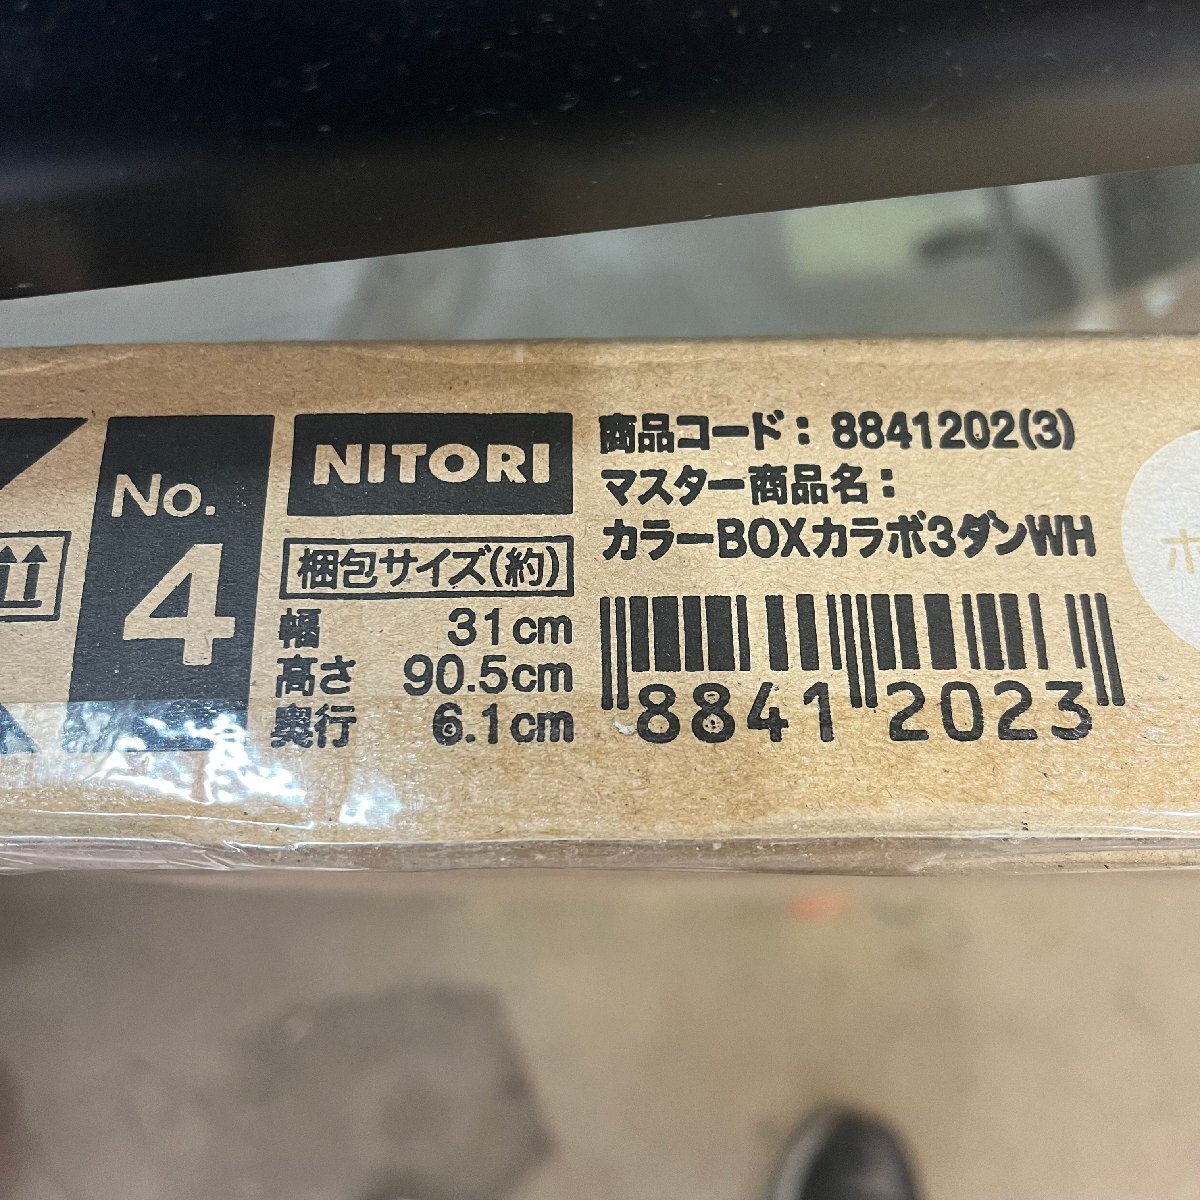 No.
4
NITORI
梱包サイズ(約)
幅 31cm
高さ 90.5cm
奥行 6.1cm
商品コード:8841202(3)
マスター商品名:
カラーBOXカラボ3ダンWH
8841 2023
ホ